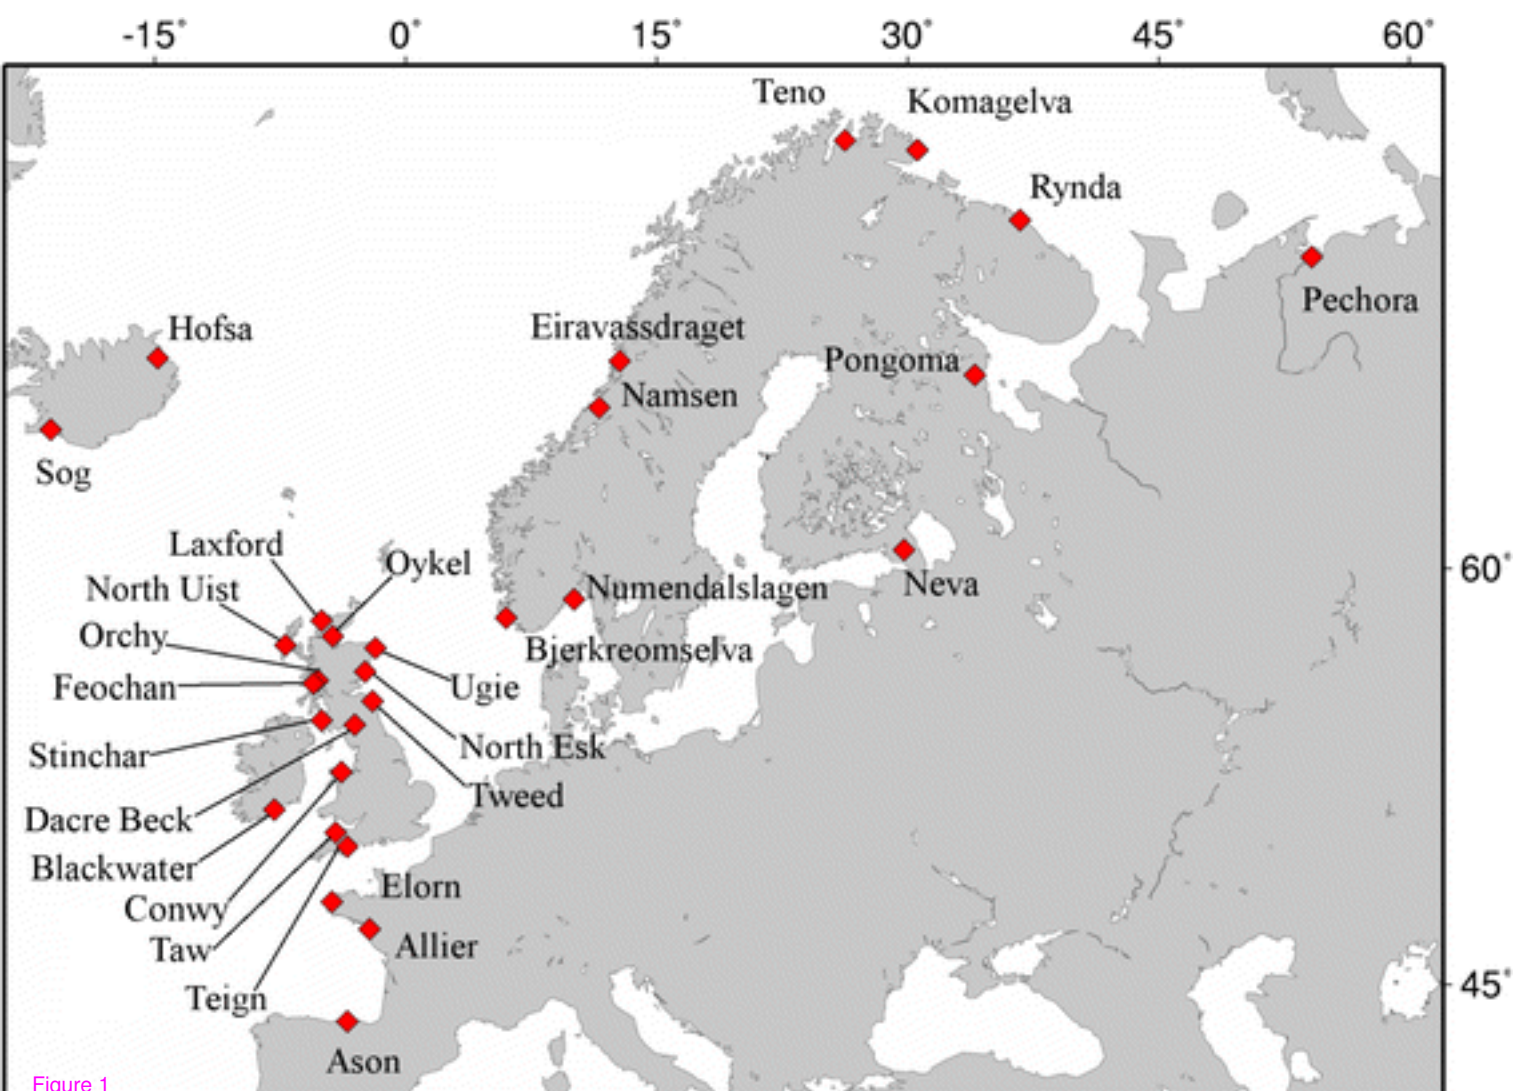 -15° 0° 15° 30° 45° 60°
Teno
Komagelva
Rynda
Pechora
Hofsa
Eiravassdraget
Pongoma
Namsen
Sog
Laxford
Oykel
60°
North Uist
Numendalslagen
Neva
Orchy
Bjerkreomselva
Feochan
Ugie
Stinchar
North Esk
Tweed
Dacre Beck
Blackwater
Elorn
Conwy
Taw
Allier
45°
Teign
Ason
Figure 1